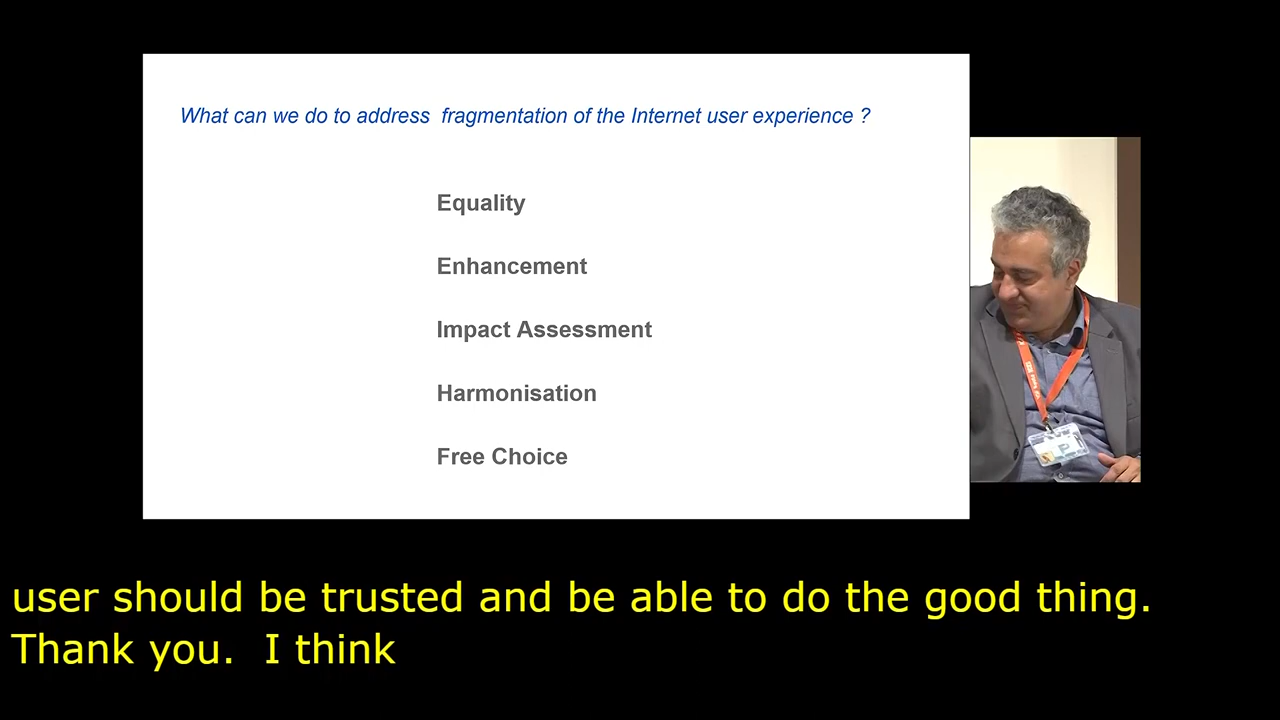 What can we do to address fragmentation of the Internet user experience ?
Equality
Enhancement
Impact Assessment
Harmonisation
Free Choice
user should be trusted and be able to do the good thing.
Thank you. I think